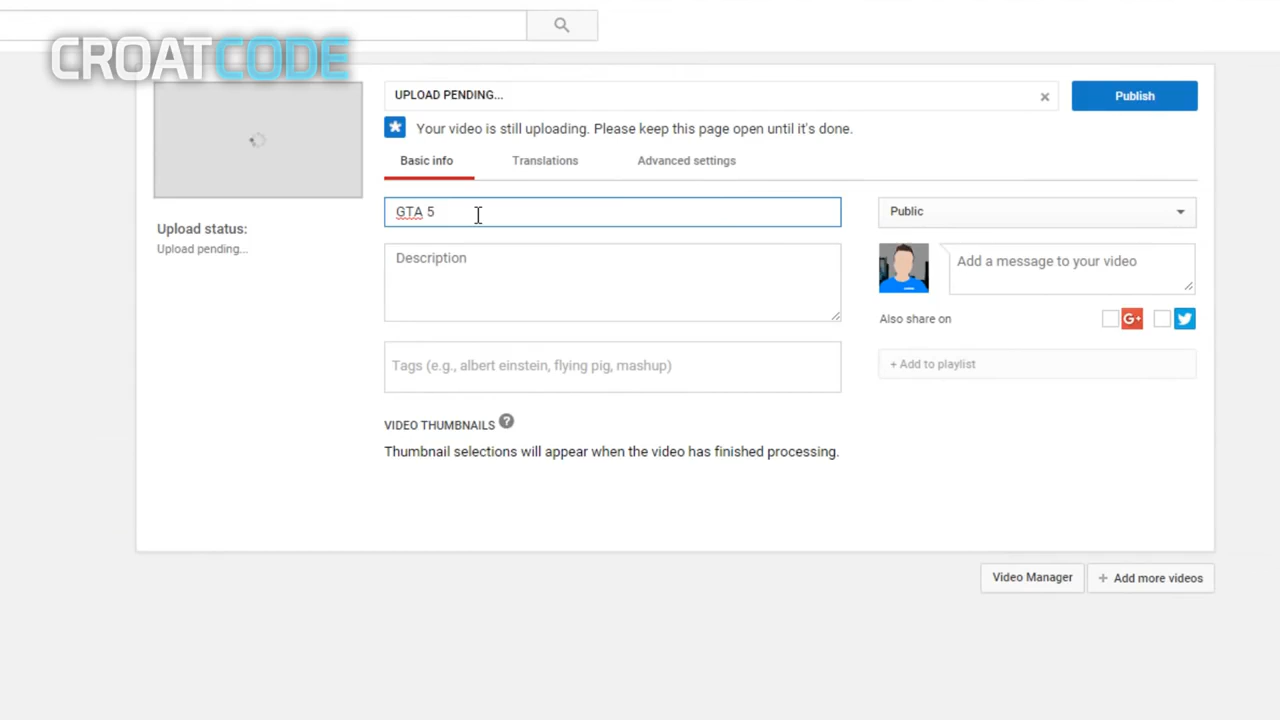 CROATCODE
UPLOAD PENDING...
Publish
Your video is still uploading. Please keep this page open until it's done.
Basic info
Translations
Advanced settings
GTA 5
Public
Upload status:
Upload pending...
Description
Add a message to your video
Also share on
G+
Tags (e.g., albert einstein, flying pig, mashup)
+ Add to playlist
VIDEO THUMBNAILS ?
Thumbnail selections will appear when the video has finished processing.
Video Manager
+ Add more videos